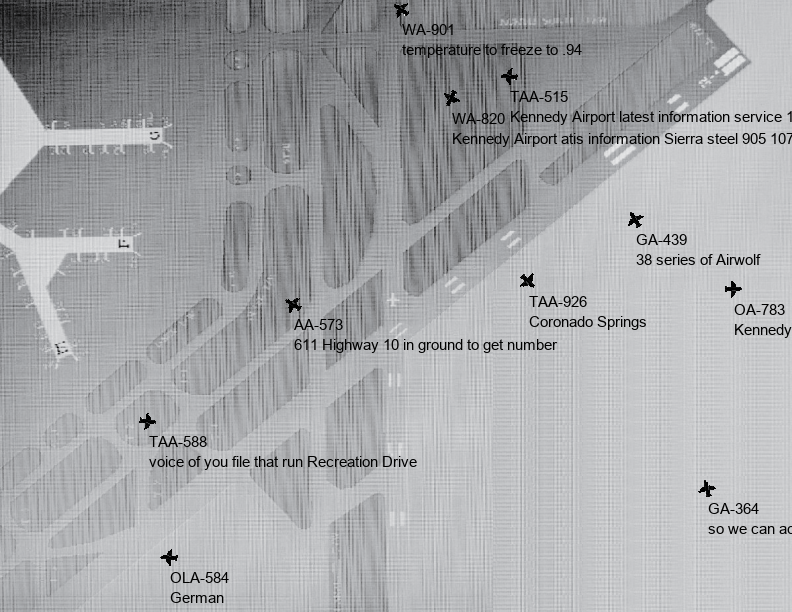 WA-901
temperature to freeze to .94
TAA-515
Kennedy Airport latest information service 1
WA-820
Kennedy Airport atis information Sierra steel 905 107
GA-439
38 series of Airwolf
OA-783
Kennedy
TAA-926
Coronado Springs
AA-573
611 Highway 10 in ground to get number
TAA-588
voice of you file that run Recreation Drive
GA-364
so we can ac
OLA-584
German